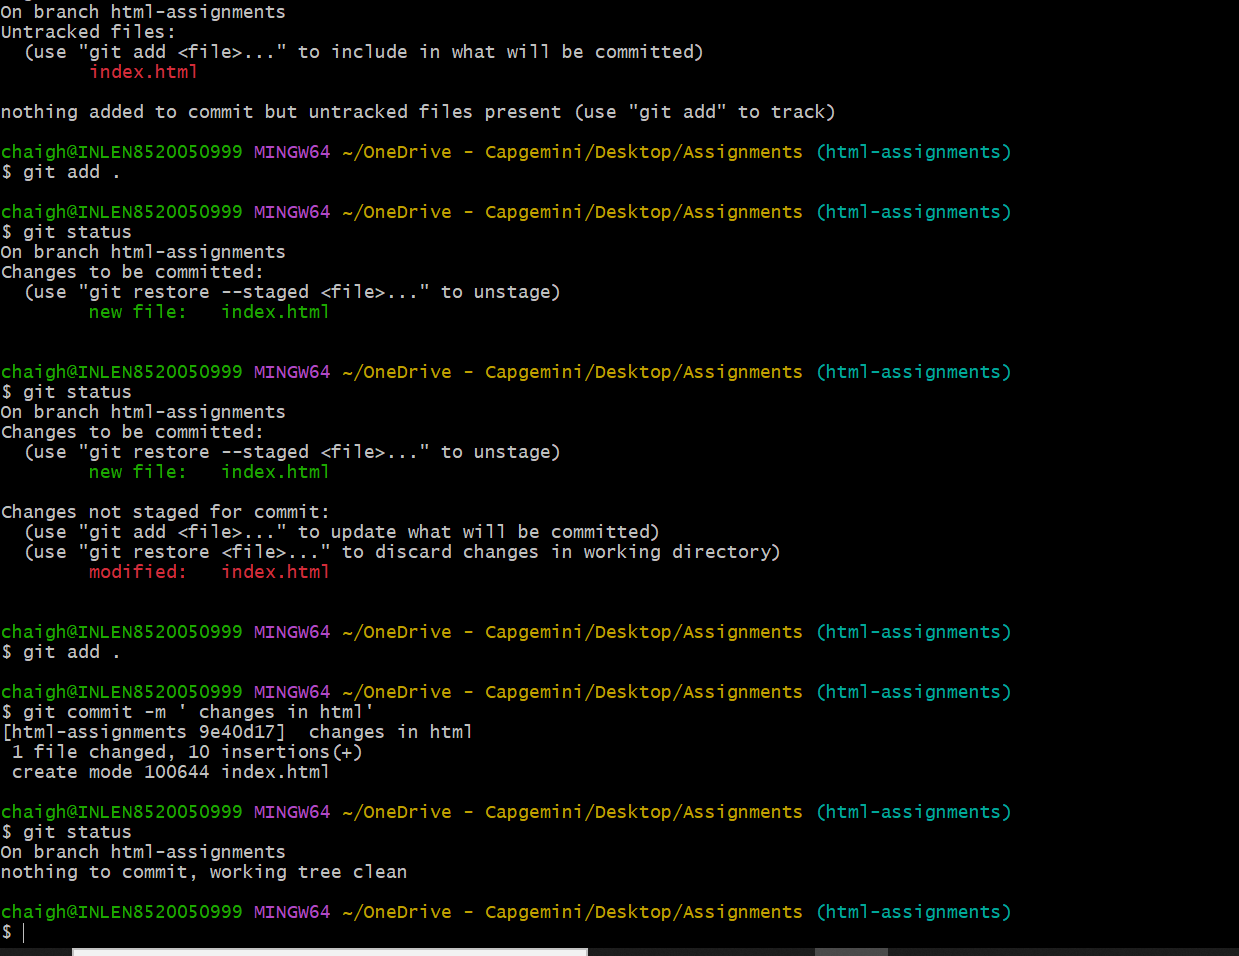 On branch html-assignments
Untracked files:
  (use "git add <file>..." to include in what will be committed)
        index.html

nothing added to commit but untracked files present (use "git add" to track)

chaigh@INLEN8520050999 MINGW64 ~/OneDrive - Capgemini/Desktop/Assignments (html-assignments)
$ git add .

chaigh@INLEN8520050999 MINGW64 ~/OneDrive - Capgemini/Desktop/Assignments (html-assignments)
$ git status
On branch html-assignments
Changes to be committed:
  (use "git restore --staged <file>..." to unstage)
        new file:   index.html


chaigh@INLEN8520050999 MINGW64 ~/OneDrive - Capgemini/Desktop/Assignments (html-assignments)
$ git status
On branch html-assignments
Changes to be committed:
  (use "git restore --staged <file>..." to unstage)
        new file:   index.html

Changes not staged for commit:
  (use "git add <file>..." to update what will be committed)
  (use "git restore <file>..." to discard changes in working directory)
        modified:   index.html


chaigh@INLEN8520050999 MINGW64 ~/OneDrive - Capgemini/Desktop/Assignments (html-assignments)
$ git add .

chaigh@INLEN8520050999 MINGW64 ~/OneDrive - Capgemini/Desktop/Assignments (html-assignments)
$ git commit -m ' changes in html'
[html-assignments 9e40d17]  changes in html
 1 file changed, 10 insertions(+)
 create mode 100644 index.html

chaigh@INLEN8520050999 MINGW64 ~/OneDrive - Capgemini/Desktop/Assignments (html-assignments)
$ git status
On branch html-assignments
nothing to commit, working tree clean

chaigh@INLEN8520050999 MINGW64 ~/OneDrive - Capgemini/Desktop/Assignments (html-assignments)
$